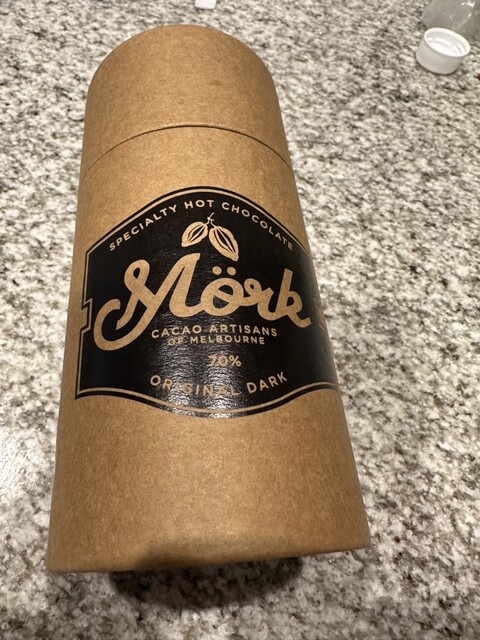 SPECIALTY HOT CHOCOLATE
Mörk
CACAO ARTISANS
OF MELBOURNE
70%
ORIGINAL DARK